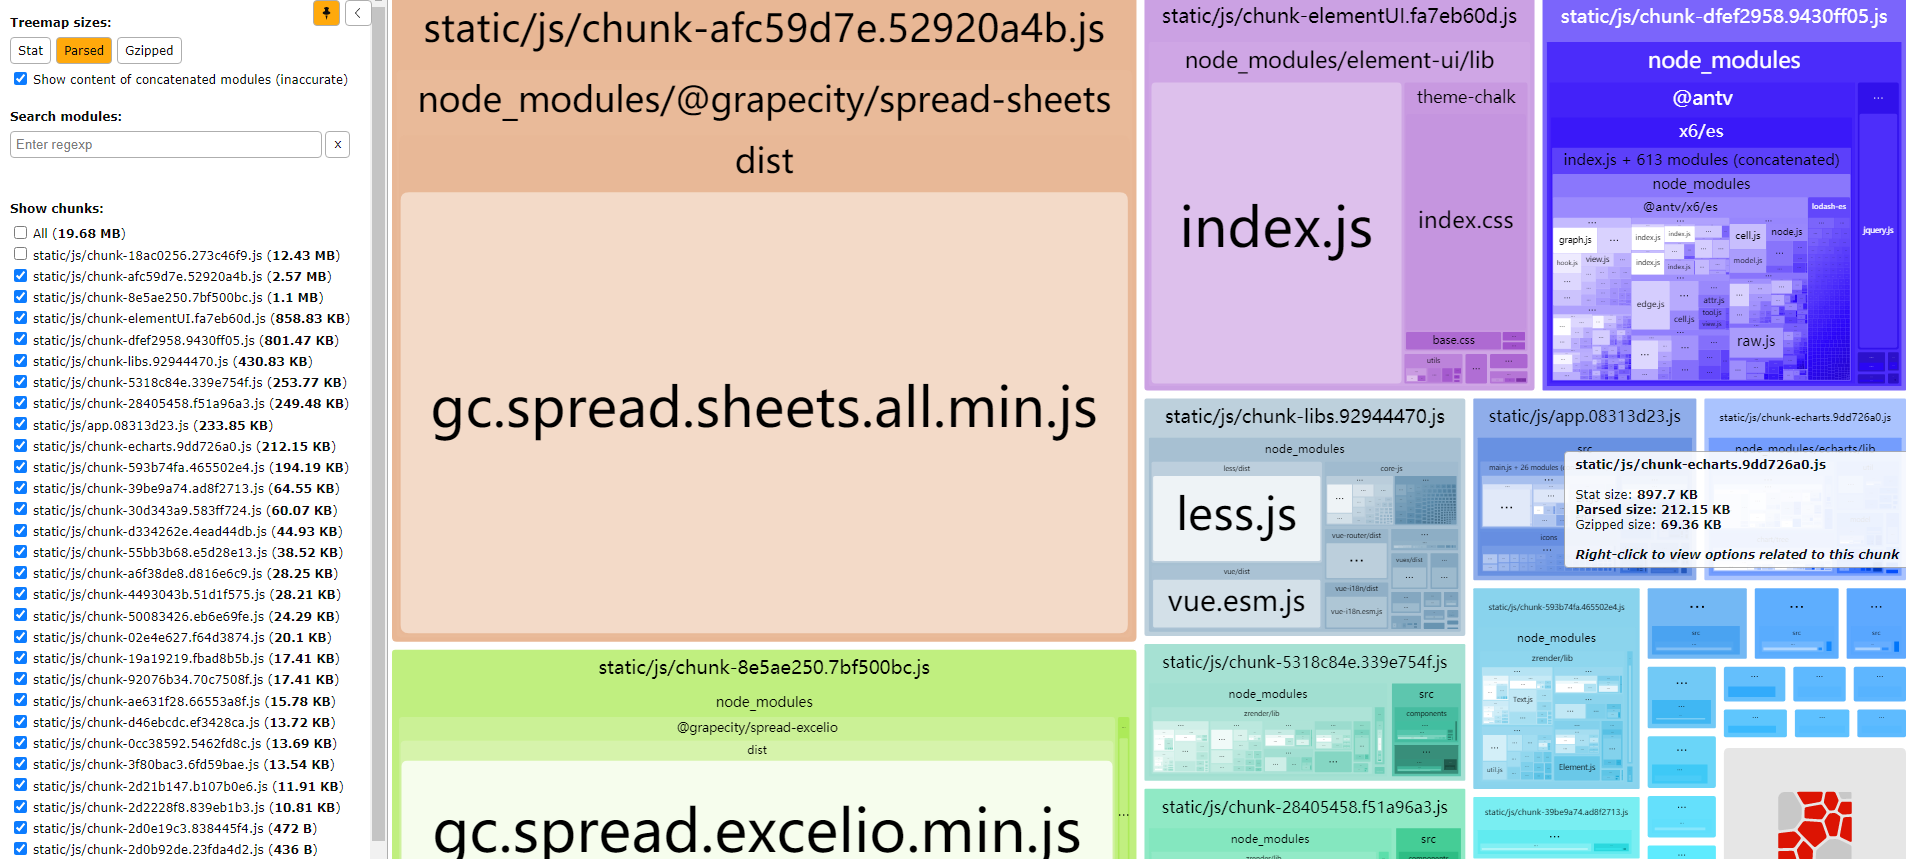 Treemap sizes:
Stat
Parsed
Gzipped
Show content of concatenated modules (inaccurate)
Search modules:
Enter regexp
x
Show chunks:
All (19.68 MB)
static/js/chunk-18ac0256.273c46f9.js (12.43 MB)
static/js/chunk-afc59d7e.52920a4b.js (2.57 MB)
static/js/chunk-8e5ae250.7bf500bc.js (1.1 MB)
static/js/chunk-elementUI.fa7eb60d.js (858.83 KB)
static/js/chunk-dfef2958.9430ff05.js (801.47 KB)
static/js/chunk-libs.92944470.js (430.83 KB)
static/js/chunk-5318c84e.339e754f.js (253.77 KB)
static/js/chunk-28405458.f51a96a3.js (249.48 KB)
static/js/app.08313d23.js (233.85 KB)
static/js/chunk-echarts.9dd726a0.js (212.15 KB)
static/js/chunk-593b74fa.465502e4.js (194.19 KB)
static/js/chunk-39be9a74.ad8f2713.js (64.55 KB)
static/js/chunk-30d343a9.583ff724.js (60.07 KB)
static/js/chunk-d334262e.4ead44db.js (44.93 KB)
static/js/chunk-55bb3b68.e5d28e13.js (38.52 KB)
static/js/chunk-a6f38de8.d816e6c9.js (28.25 KB)
static/js/chunk-4493043b.51d1f575.js (28.21 KB)
static/js/chunk-50083426.eb6e69fe.js (24.29 KB)
static/js/chunk-02e4e627.f64d3874.js (20.1 KB)
static/js/chunk-19a19219.fbad8b5b.js (17.41 KB)
static/js/chunk-92076b34.70c7508f.js (17.41 KB)
static/js/chunk-ae631f28.66553a8f.js (15.78 KB)
static/js/chunk-d46ebcdc.ef3428ca.js (13.72 KB)
static/js/chunk-0cc38592.5462fd8c.js (13.69 KB)
static/js/chunk-3f80bac3.6fd59bae.js (13.54 KB)
static/js/chunk-2d21b147.b107b0e6.js (11.91 KB)
static/js/chunk-2d2228f8.839eb1b3.js (10.81 KB)
static/js/chunk-2d0e19c3.838445f4.js (472 B)
static/js/chunk-2d0b92de.23fda4d2.js (436 B)
static/js/chunk-afc59d7e.52920a4b.js
node_modules/@grapecity/spread-sheets
dist
gc.spread.sheets.all.min.js
static/js/chunk-8e5ae250.7bf500bc.js
node_modules
@grapecity/spread-excelio
dist
gc.spread.excelio.min.js
static/js/chunk-elementUI.fa7eb60d.js
node_modules/element-ui/lib
index.js
theme-chalk
index.css
base.css
utils
static/js/chunk-dfef2958.9430ff05.js
node_modules
@antv
x6/es
index.js + 613 modules (concatenated)
node_modules
@antv/x6/es
lodash-es
graph.js
index.js
index.js
cell.js
node.js
hook.js
view.js
index.js
index.js
model.js
edge.js
attr.js
tool.js
cell.js
view.js
raw.js
jquery.js
static/js/chunk-libs.92944470.js
node_modules
less/dist
less.js
core-js
vue-router/dist
vue/dist
vue.esm.js
vuex/dist
vue-i18n/dist
vue-i18n.esm.js
static/js/app.08313d23.js
src
main.js + 26 modules (
icons
static/js/chunk-echarts.9dd726a0.js
node_modules/echarts/lib
static/js/chunk-echarts.9dd726a0.js
Stat size: 897.7 KB
Parsed size: 212.15 KB
Gzipped size: 69.36 KB
Right-click to view options related to this chunk
static/js/chunk-5318c84e.339e754f.js
node_modules
zrender/lib
src
components
static/js/chunk-28405458.f51a96a3.js
node_modules
zrender/lib
src
components
static/js/chunk-593b74fa.465502e4.js
node_modules
zrender/lib
Text.js
util.js
Element.js
static/js/chunk-39be9a74.ad8f2713.js
src
src
src